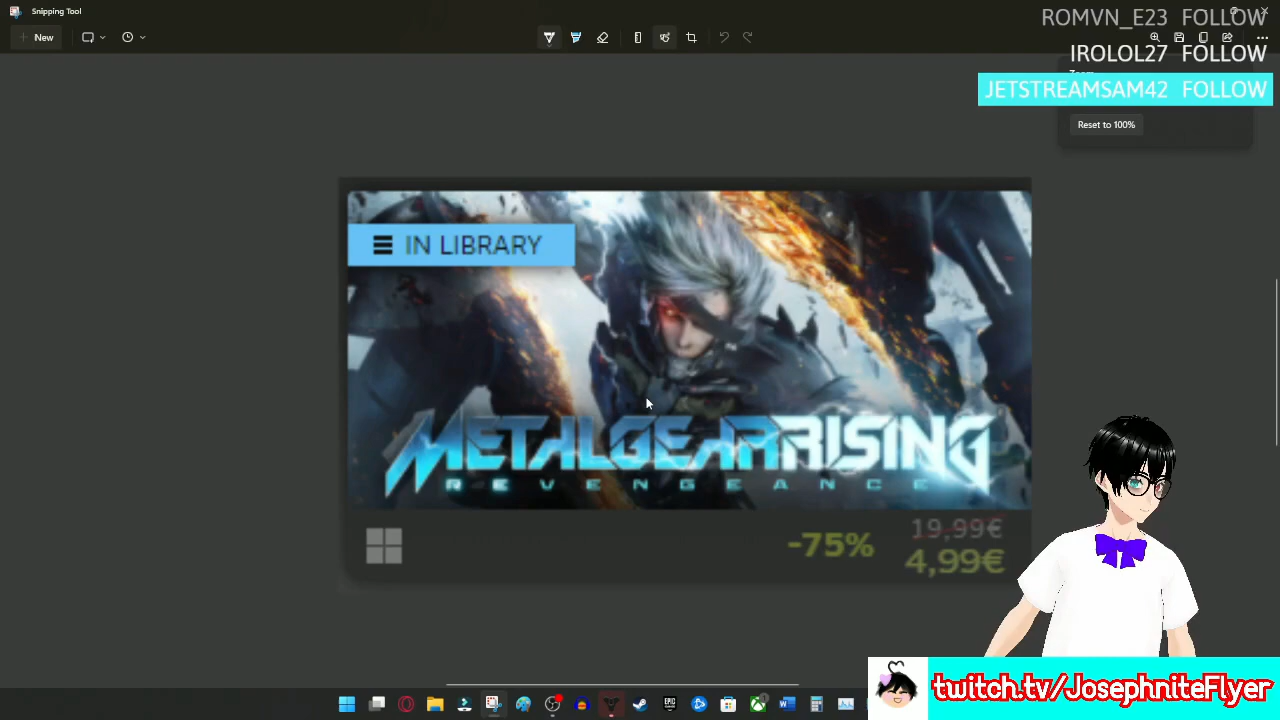 Snipping Tool
ROMVN_E23 FOLLOW
New
IROLOL27 FOLLOW
JETSTREAMSAM42 FOLLOW
Reset to 100%
IN LIBRARY
METAL GEAR RISING
REVENGEANCE
-75%
19,99€
4,99€
twitch.tv/JosephniteFlyer